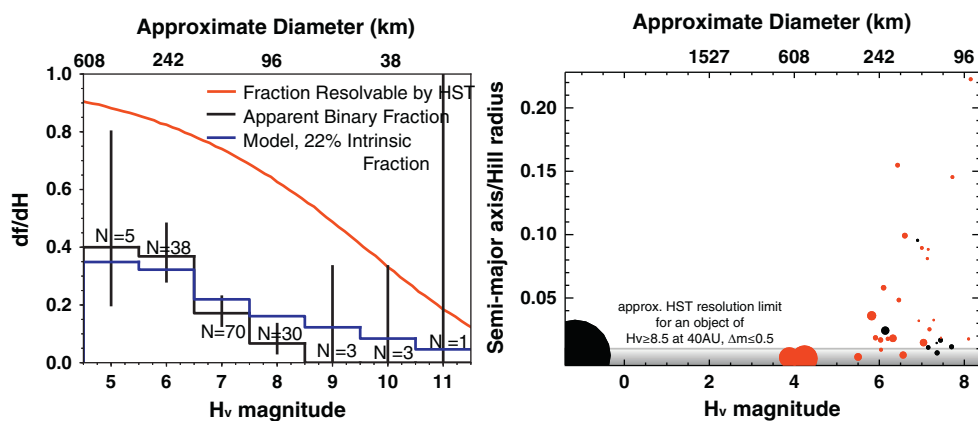 Approximate Diameter (km)
608 242 96 38
1.0
0.8
0.6
0.4
0.2
0.0
df/dH
Fraction Resolvable by HST
Apparent Binary Fraction
Model, 22% Intrinsic
Fraction
N=5
N=38
N=70
N=30
N=3
N=3
N=1
5 6 7 8 9 10 11
Hv magnitude
Approximate Diameter (km)
1527 608 242 96
0.20
0.15
0.10
0.05
Semi-major axis/Hill radius
approx. HST resolution limit
for an object of
Hv≥8.5 at 40AU, Δm≤0.5
0 2 4 6 8
Hv magnitude